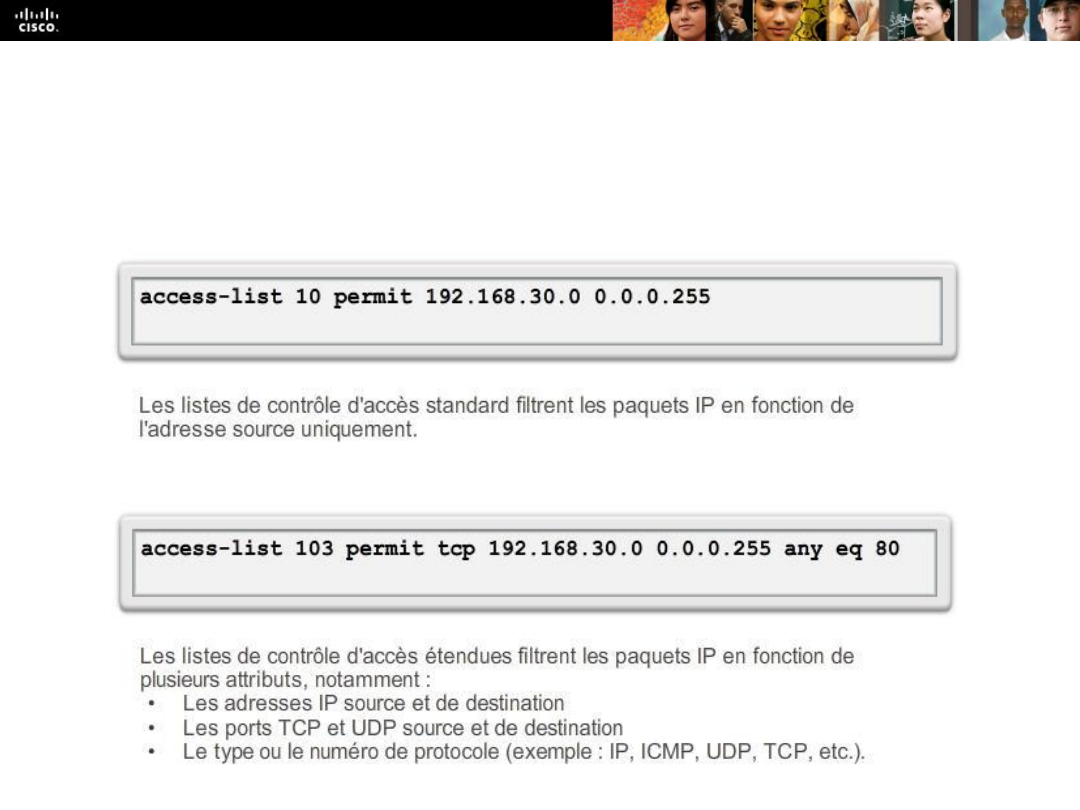 CISCO.
access-list 10 permit 192.168.30.0 0.0.0.255
Les listes de contrôle d'accès standard filtrent les paquets IP en fonction de
l'adresse source uniquement.
access-list 103 permit tcp 192.168.30.0 0.0.0.255 any eq 80
Les listes de contrôle d'accès étendues filtrent les paquets IP en fonction de
plusieurs attributs, notamment :
• Les adresses IP source et de destination
• Les ports TCP et UDP source et de destination
• Le type ou le numéro de protocole (exemple : IP, ICMP, UDP, TCP, etc.).